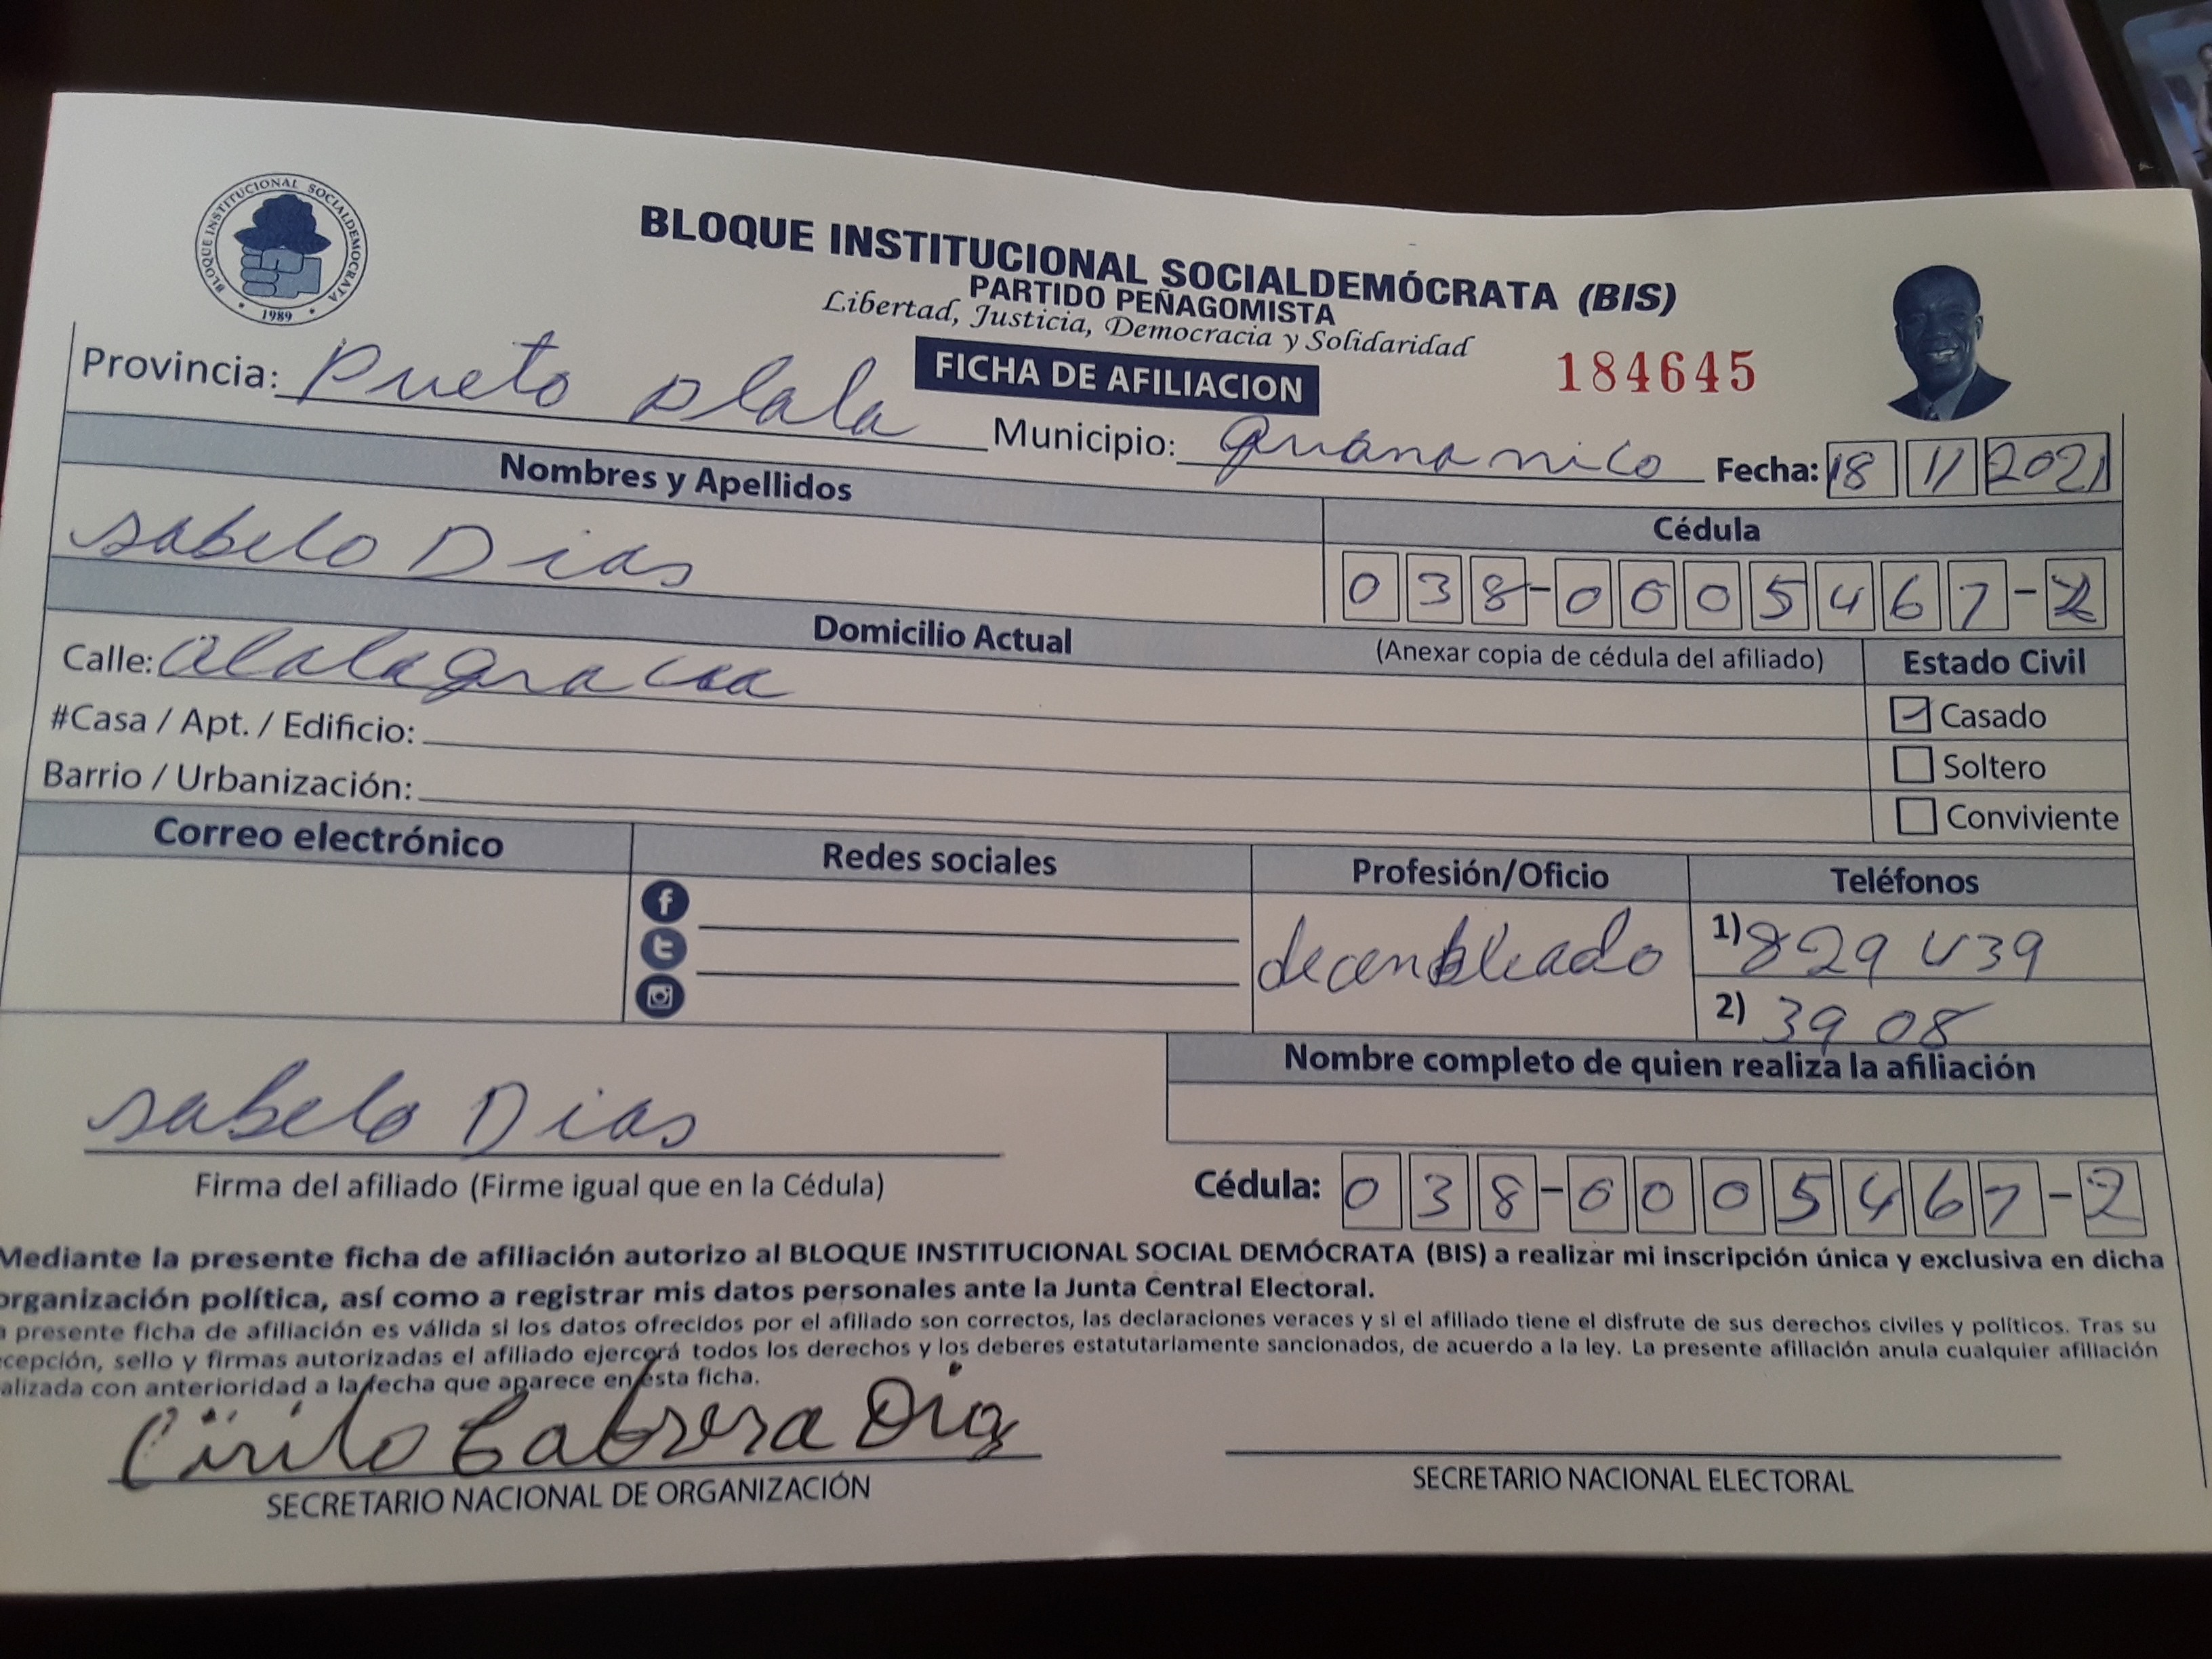 BLOQUE INSTITUCIONAL SOCIALDEMOCRATA
1989
BLOQUE INSTITUCIONAL SOCIALDEMÓCRATA (BIS)
PARTIDO PEÑAGOMISTA
Libertad, Justicia, Democracia y Solidaridad
FICHA DE AFILIACION
184645
Provincia: Pueto plala
Municipio: guananico
Fecha: 18 11 2021
Nombres y Apellidos
Cédula
sabelo Dias
038-0005467-2
Domicilio Actual
(Anexar copia de cédula del afiliado)
Estado Civil
Calle:
Casado
#Casa / Apt. / Edificio:
Soltero
Barrio / Urbanización:
Conviviente
Correo electrónico
Redes sociales
Profesión/Oficio
Teléfonos
decenbleado
1) 829 439
2) 39 08
Nombre completo de quien realiza la afiliación
sabelo Dias
Firma del afiliado (Firme igual que en la Cédula)
Cédula: 038-0005467-2
Mediante la presente ficha de afiliación autorizo al BLOQUE INSTITUCIONAL SOCIAL DEMÓCRATA (BIS) a realizar mi inscripción única y exclusiva en dicha
organización política, así como a registrar mis datos personales ante la Junta Central Electoral.
a presente ficha de afiliación es válida si los datos ofrecidos por el afiliado son correctos, las declaraciones veraces y si el afiliado tiene el disfrute de sus derechos civiles y políticos. Tras su
cepción, sello y firmas autorizadas el afiliado ejercerá todos los derechos y los deberes estatutariamente sancionados, de acuerdo a la ley. La presente afiliación anula cualquier afiliación
alizada con anterioridad a la fecha que aparece en esta ficha.
Cirilo Cabrera Diaz
SECRETARIO NACIONAL DE ORGANIZACIÓN
SECRETARIO NACIONAL ELECTORAL